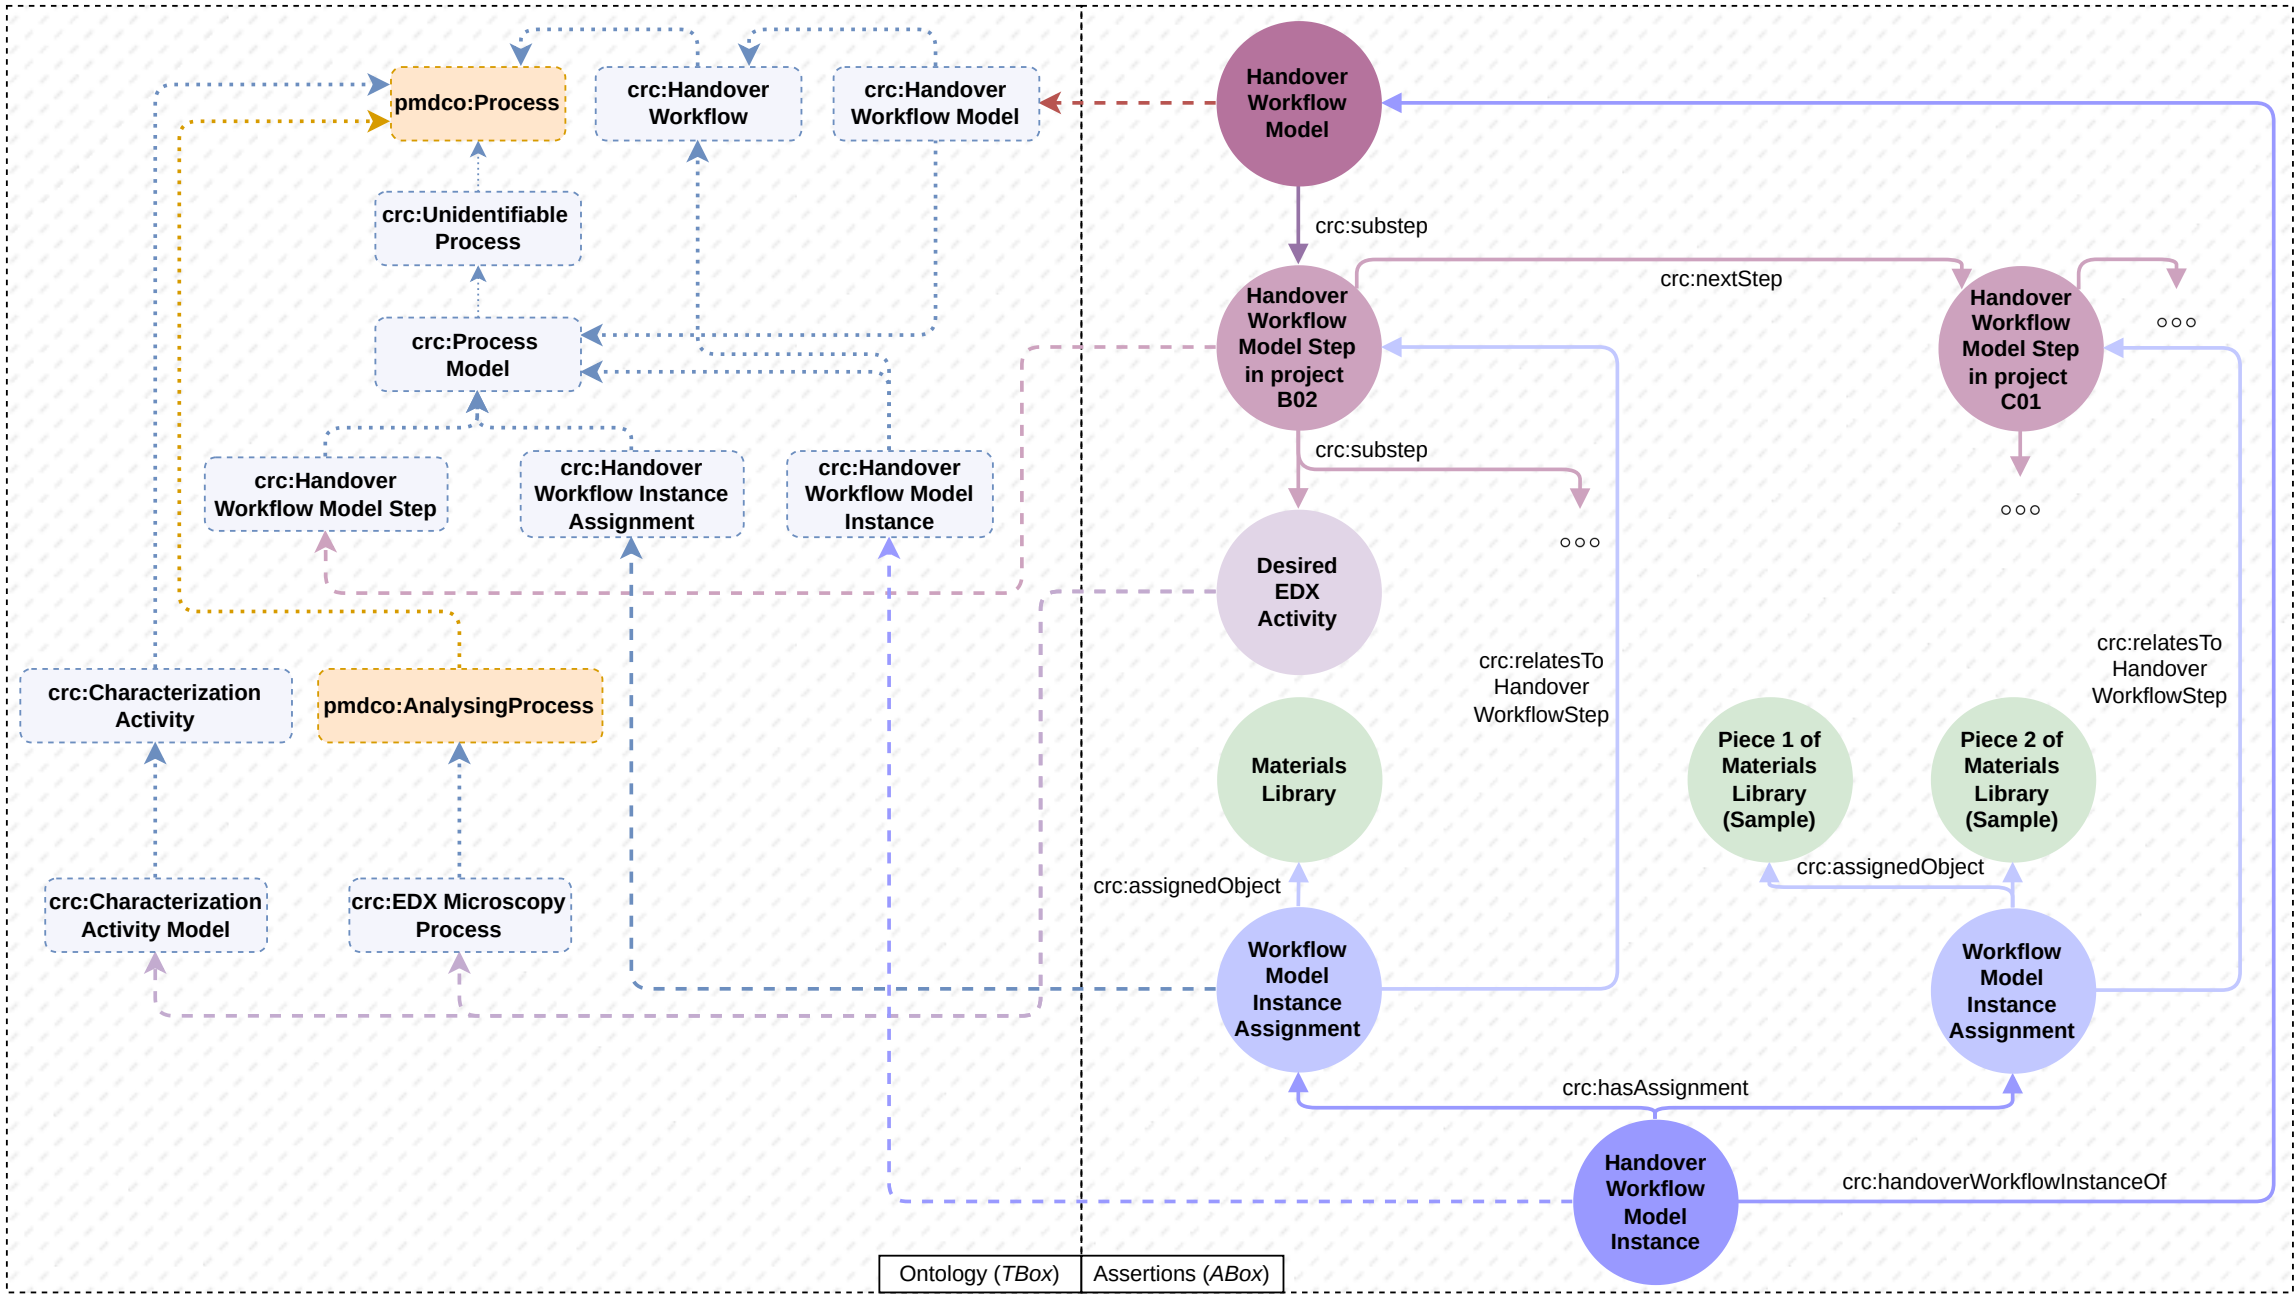 pmdco:Process
crc:Handover
Workflow
crc:Handover
Workflow Model
crc:Unidentifiable
Process
crc:Process
Model
crc:Handover
Workflow Model Step
crc:Handover
Workflow Instance
Assignment
crc:Handover
Workflow Model
Instance
crc:Characterization
Activity
pmdco:AnalysingProcess
crc:Characterization
Activity Model
crc:EDX Microscopy
Process
Ontology (TBox)
Handover
Workflow
Model
crc:substep
Handover
Workflow
Model Step
in project
B02
crc:nextStep
Handover
Workflow
Model Step
in project
C01
crc:substep
Desired
EDX
Activity
crc:relatesTo
Handover
WorkflowStep
crc:relatesTo
Handover
WorkflowStep
Materials
Library
Piece 1 of
Materials
Library
(Sample)
Piece 2 of
Materials
Library
(Sample)
crc:assignedObject
crc:assignedObject
Workflow
Model
Instance
Assignment
Workflow
Model
Instance
Assignment
crc:hasAssignment
Handover
Workflow
Model
Instance
crc:handoverWorkflowInstanceOf
Assertions (ABox)